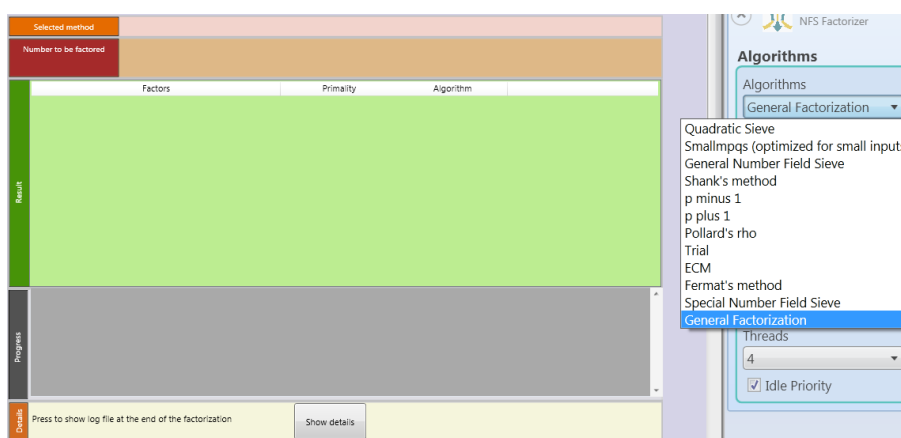 Selected method
Number to be factored
Factors Primality Algorithm
Result
Progress
Details
Press to show log file at the end of the factorization
Show details
NFS Factorizer
Algorithms
Algorithms
General Factorization
Quadratic Sieve
Smallmpqs (optimized for small inputs
General Number Field Sieve
Shank's method
p minus 1
p plus 1
Pollard's rho
Trial
ECM
Fermat's method
Special Number Field Sieve
General Factorization
Threads
4
Idle Priority